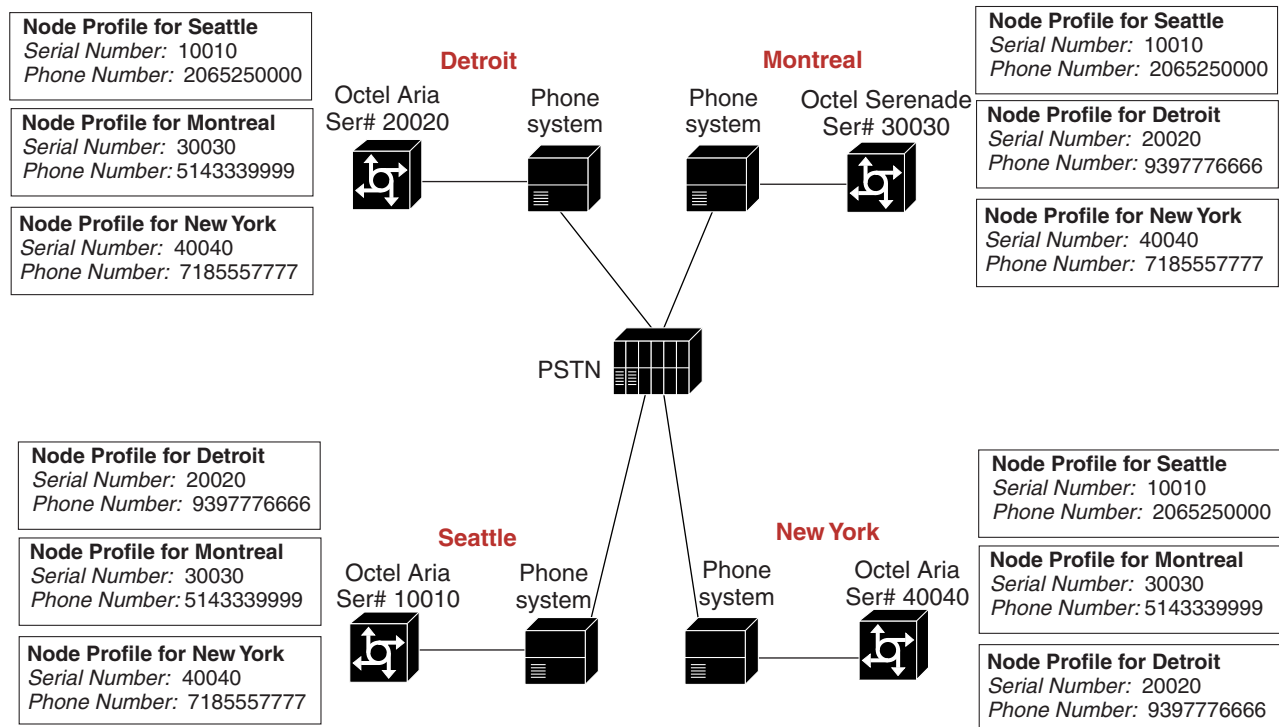 Node Profile for Seattle
Serial Number: 10010
Phone Number: 2065250000
Node Profile for Montreal
Serial Number: 30030
Phone Number: 5143339999
Node Profile for New York
Serial Number: 40040
Phone Number: 7185557777
Detroit
Octel Aria
Ser# 20020
Phone
system
Montreal
Phone
system
Octel Serenade
Ser# 30030
Node Profile for Seattle
Serial Number: 10010
Phone Number: 2065250000
Node Profile for Detroit
Serial Number: 20020
Phone Number: 9397776666
Node Profile for New York
Serial Number: 40040
Phone Number: 7185557777
PSTN
Node Profile for Detroit
Serial Number: 20020
Phone Number: 9397776666
Node Profile for Montreal
Serial Number: 30030
Phone Number: 5143339999
Node Profile for New York
Serial Number: 40040
Phone Number: 7185557777
Seattle
Octel Aria
Ser# 10010
Phone
system
New York
Phone
system
Octel Aria
Ser# 40040
Node Profile for Seattle
Serial Number: 10010
Phone Number: 2065250000
Node Profile for Montreal
Serial Number: 30030
Phone Number: 5143339999
Node Profile for Detroit
Serial Number: 20020
Phone Number: 9397776666